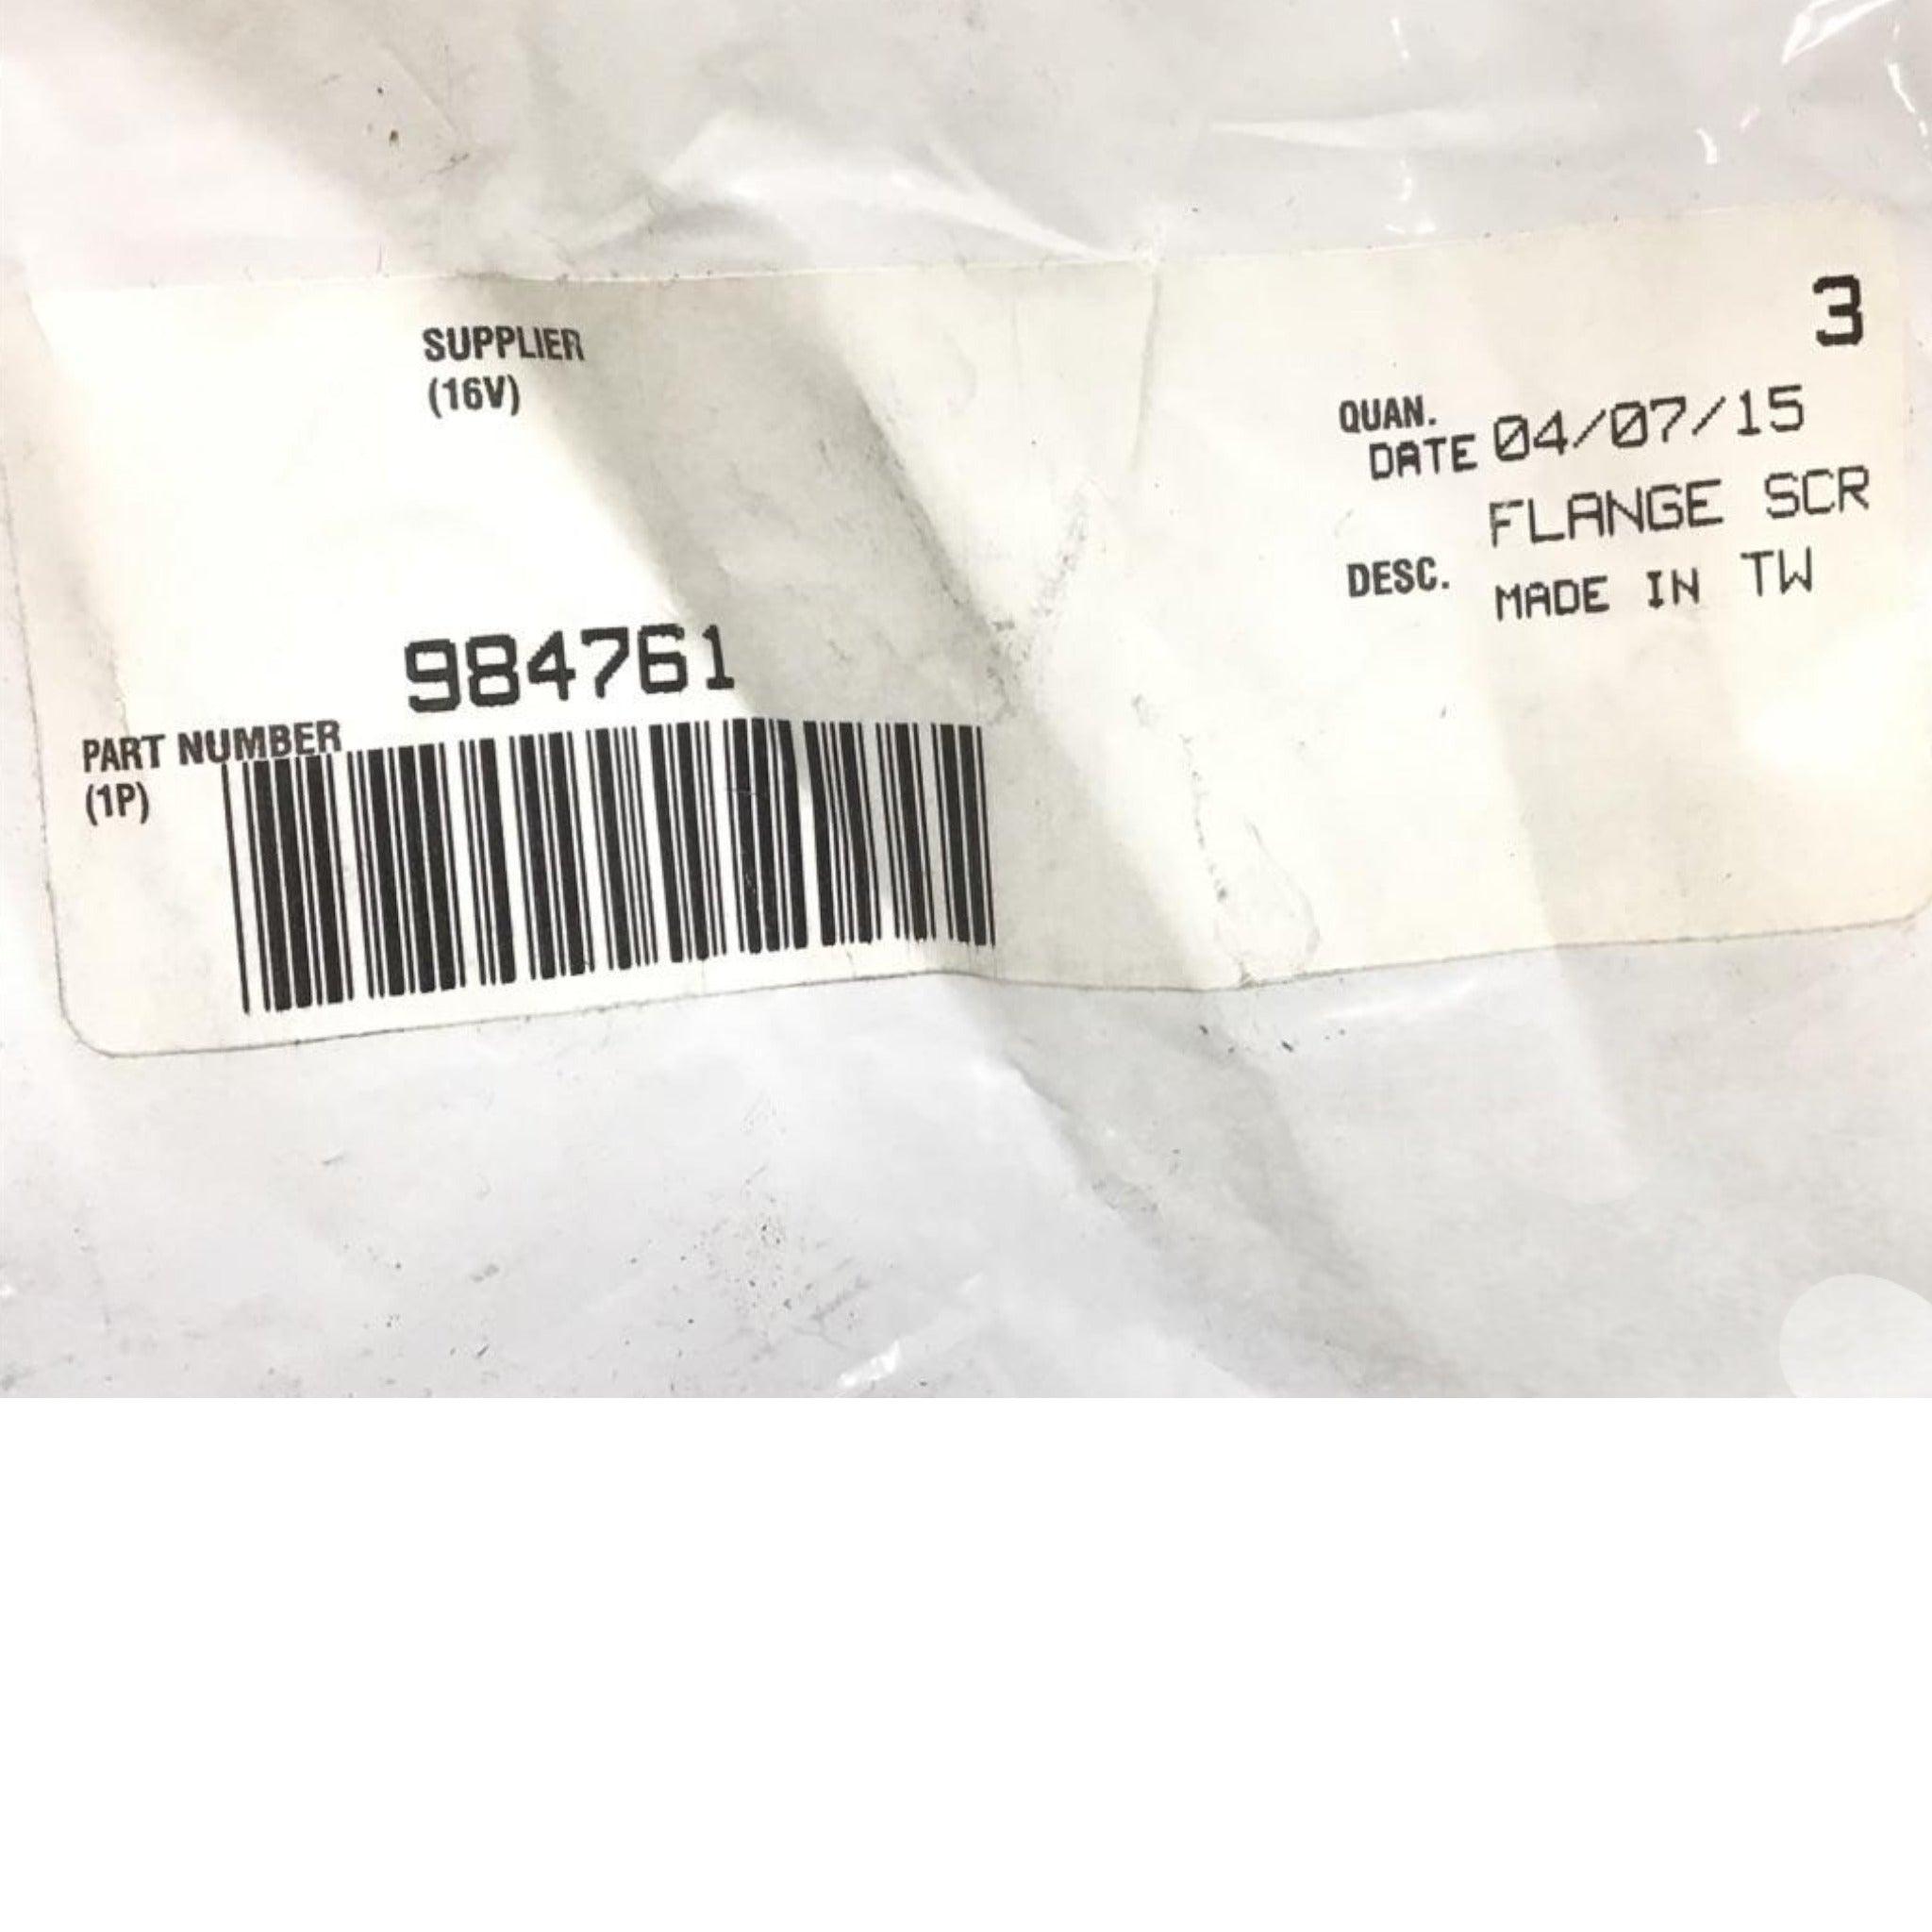 SUPPLIER
(16V)
984761
PART NUMBER
(1P)
3
QUAN.
DATE 04/07/15
FLANGE SCR
DESC.
MADE IN TW